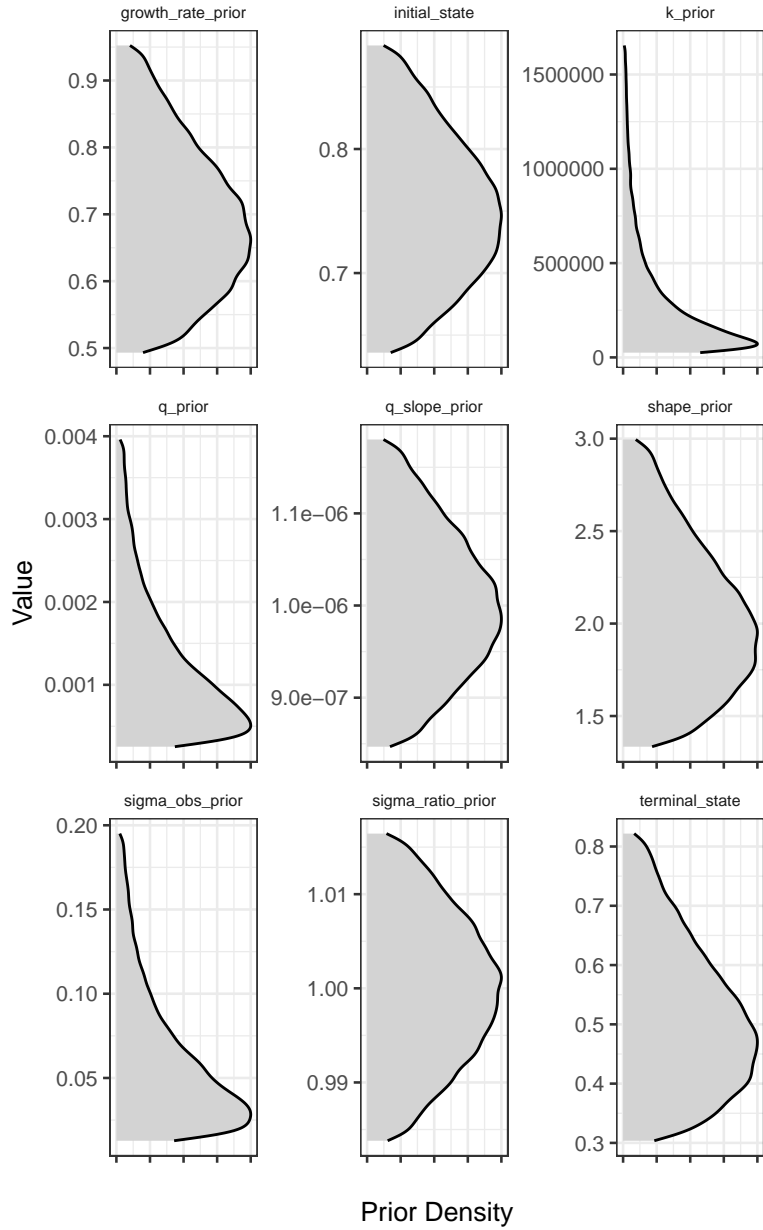 growth_rate_prior
0.9
0.8
0.7
0.6
0.5
initial_state
0.8
0.7
k_prior
1500000
1000000
500000
0
q_prior
0.004
0.003
0.002
0.001
q_slope_prior
1.1e−06
1.0e−06
9.0e−07
shape_prior
3.0
2.5
2.0
1.5
sigma_obs_prior
0.20
0.15
0.10
0.05
sigma_ratio_prior
1.01
1.00
0.99
terminal_state
0.8
0.7
0.6
0.5
0.4
0.3
Value
Prior Density